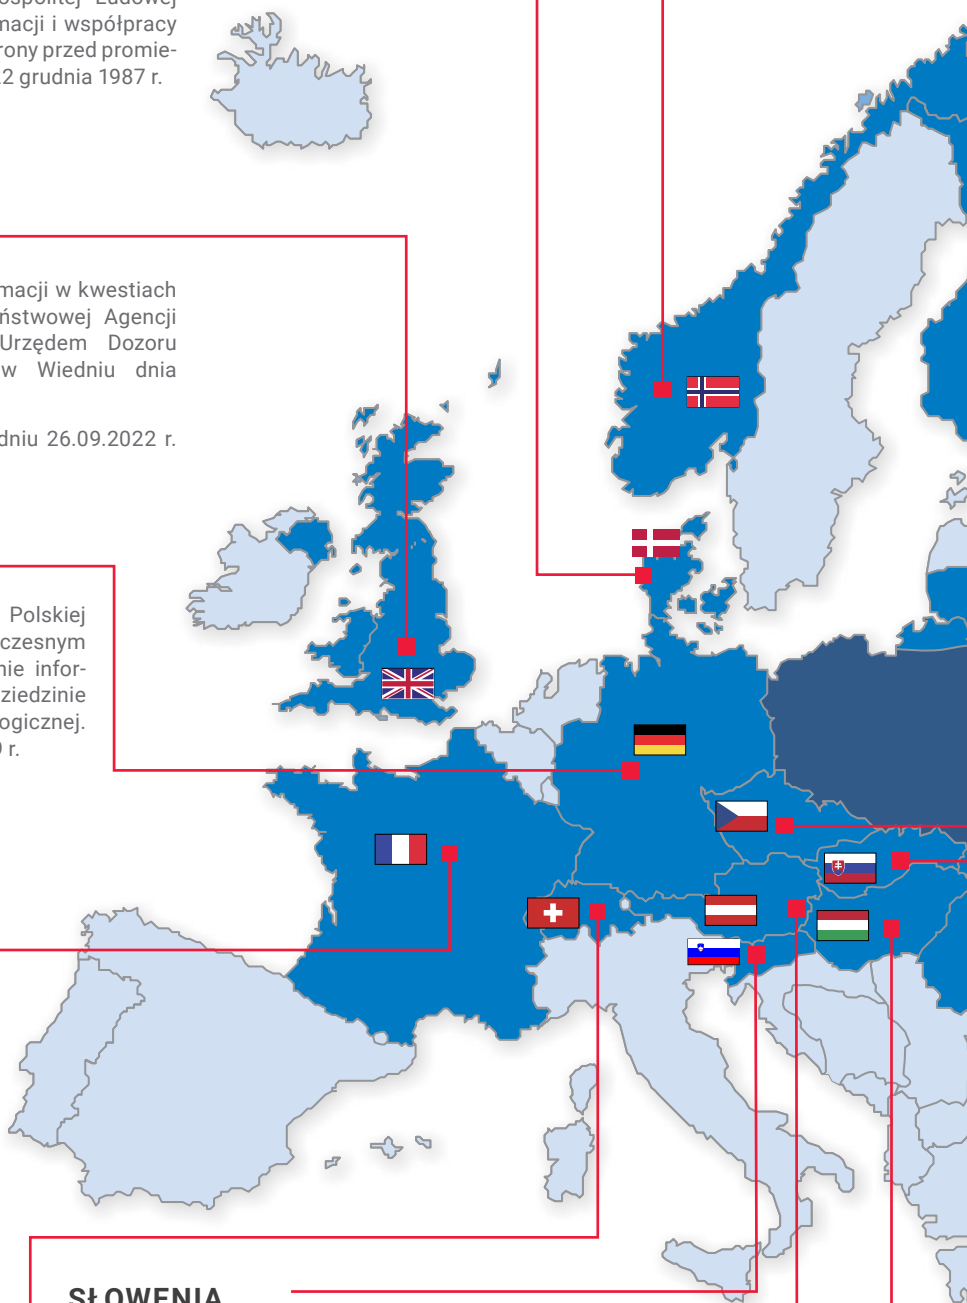 macji i współpracy
rony przed promie-
2 grudnia 1987 r.
macji w kwestiach
ństwowej Agencji
Urzędem Dozoru
w Wiedniu dnia
dniu 26.09.2022 r.
Polskiej
czesnym
nie infor-
ziedzinie
ogicznej.
r.
SŁOWENIA